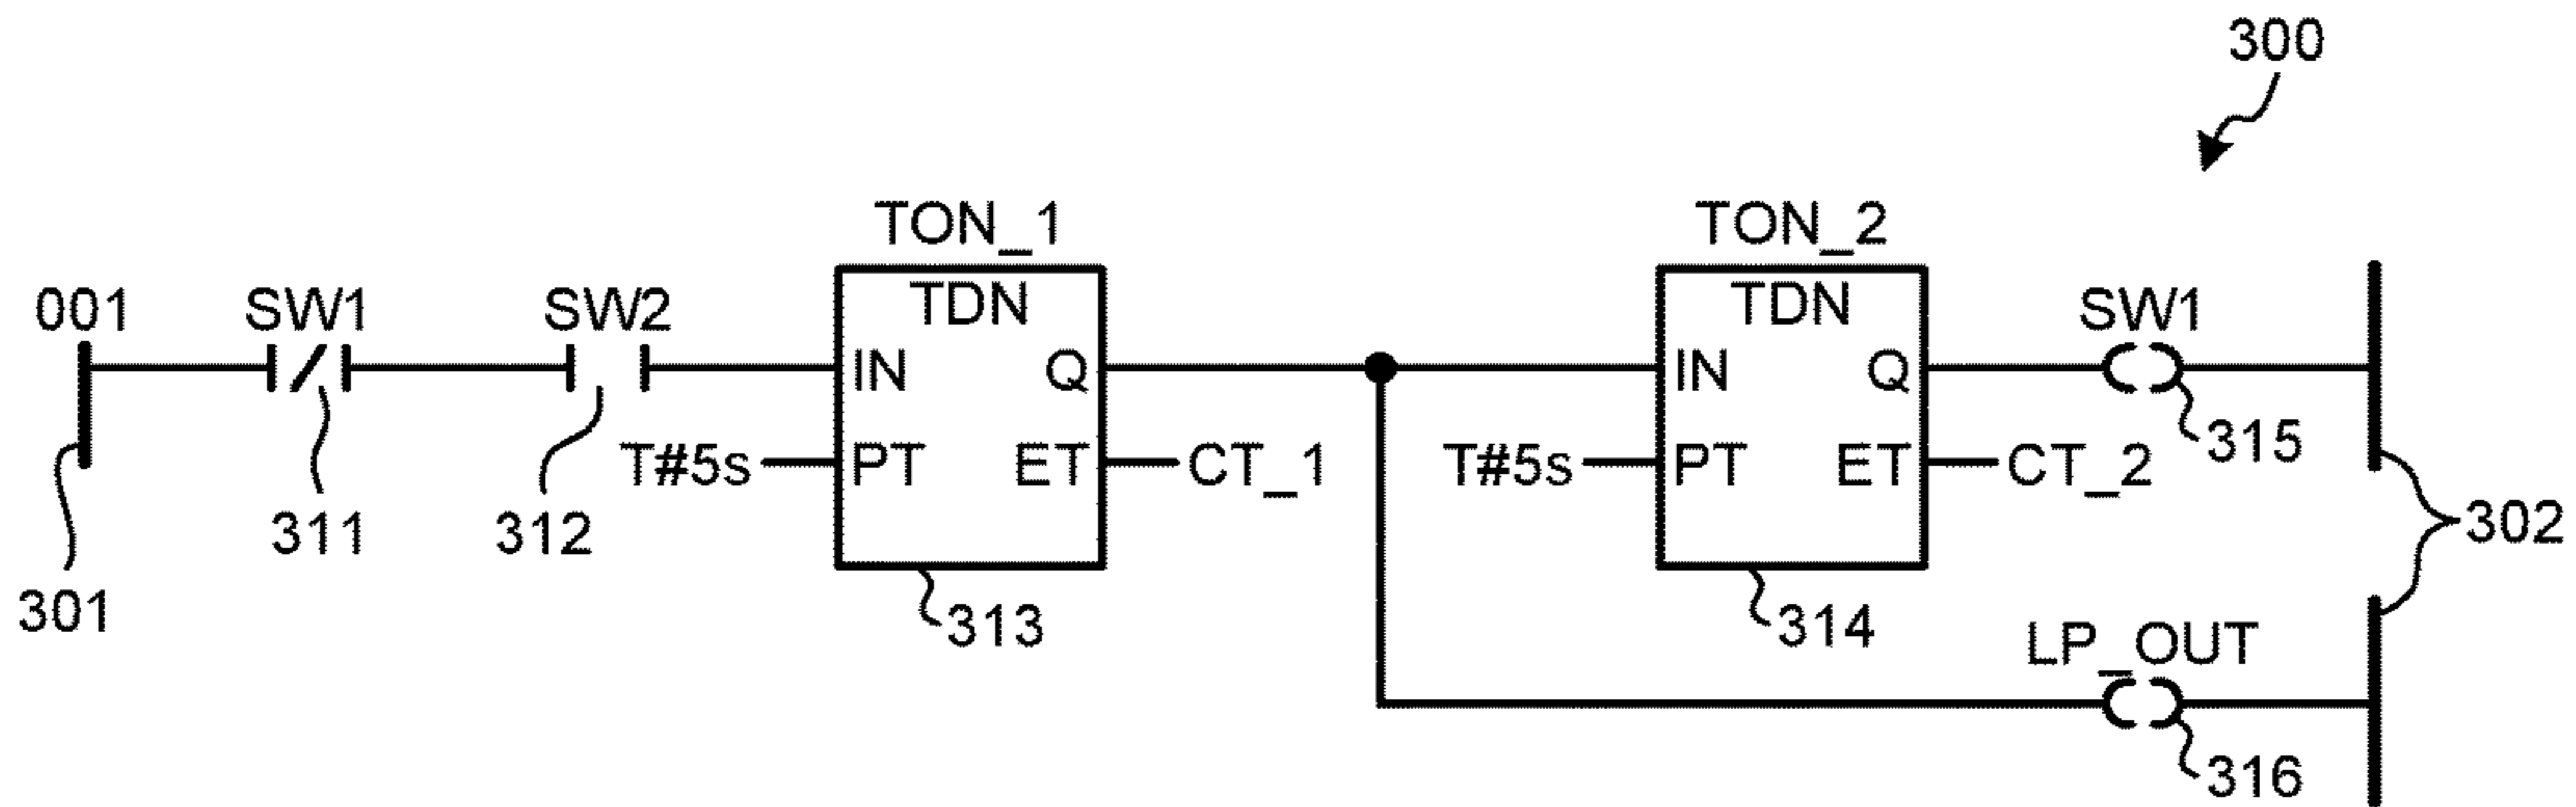 300
TON_1
TON_2
001
SW1
SW2
TDN
TDN
SW1
IN
Q
IN
Q
T#5s
PT
ET
CT_1
T#5s
PT
ET
CT_2
315
311
312
302
301
313
314
LP_OUT
316